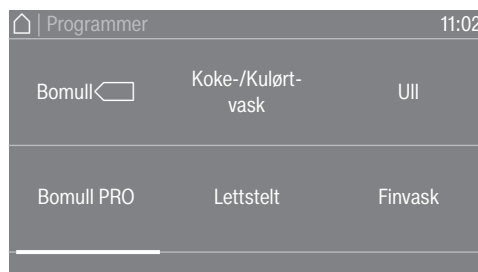 | Programmer 11:02
Bomull
Koke-/Kulørt-
vask
Ull
Bomull PRO
Lettstelt
Finvask